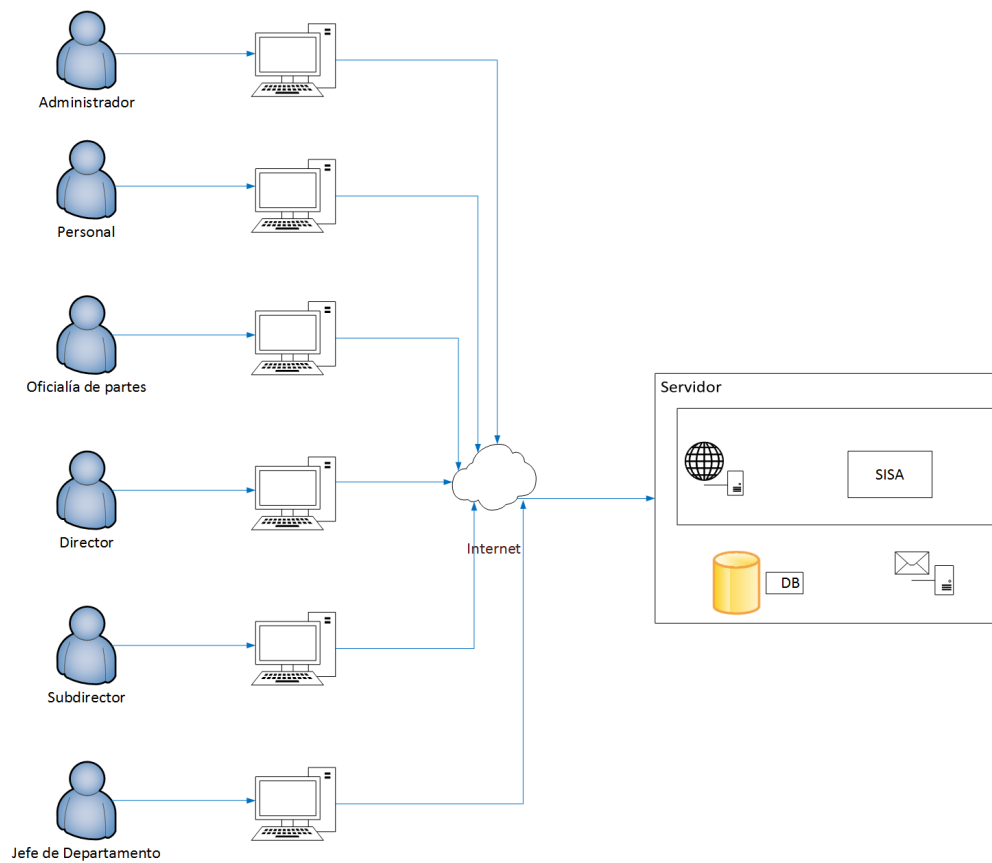 Administrador
Personal
Oficialía de partes
Director
Subdirector
Jefe de Departamento
Internet
Servidor
SISA
DB